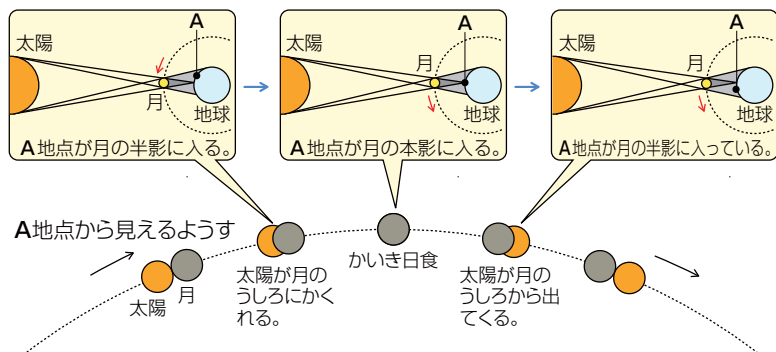 A
太陽
月
地球
A地点が月の半影に入る。
A
太陽
月
地球
A地点が月の本影に入る。
A
太陽
月
地球
A地点が月の半影に入っている。
A地点から見えるようす
太陽
月
太陽が月の
うしろにかく
れる。
かいき日食
太陽が月の
うしろから出
てくる。